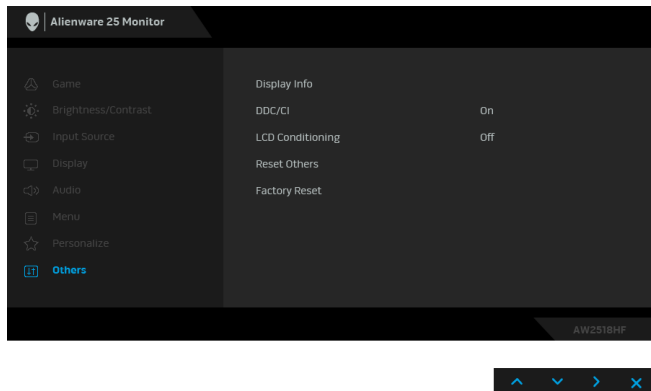 Alienware 25 Monitor
Game
Display Info
Brightness/Contrast
DDC/CI On
Input Source
LCD Conditioning Off
Display
Reset Others
Audio
Factory Reset
Menu
Personalize
Others
AW2518HF